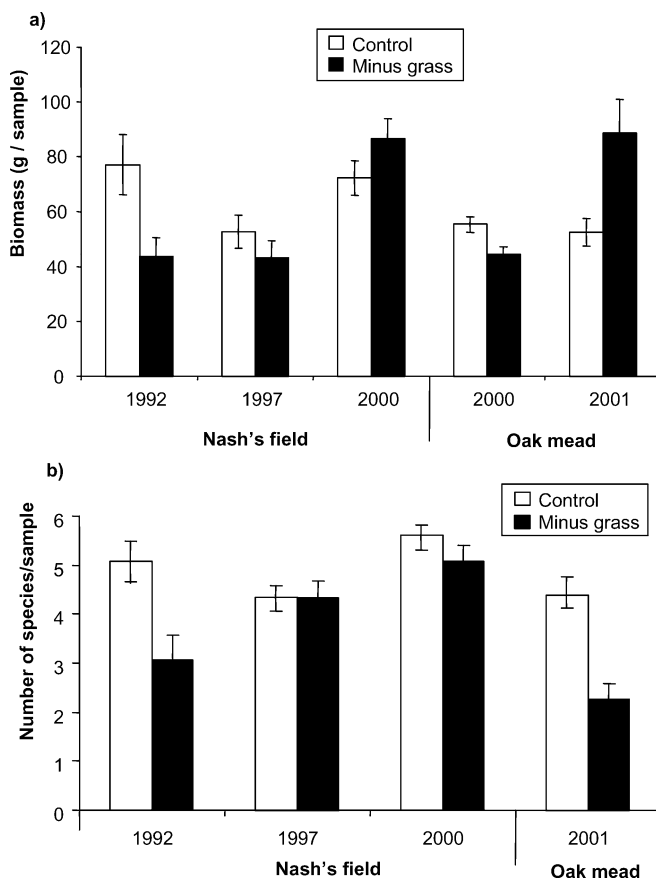 a)
Control
Minus grass
120
100
80
60
40
20
0
Biomass (g / sample)
1992 1997 2000 2000 2001
Nash's field Oak mead
b)
Control
Minus grass
6
5
4
3
2
1
0
Number of species/sample
1992 1997 2000 2001
Nash's field Oak mead